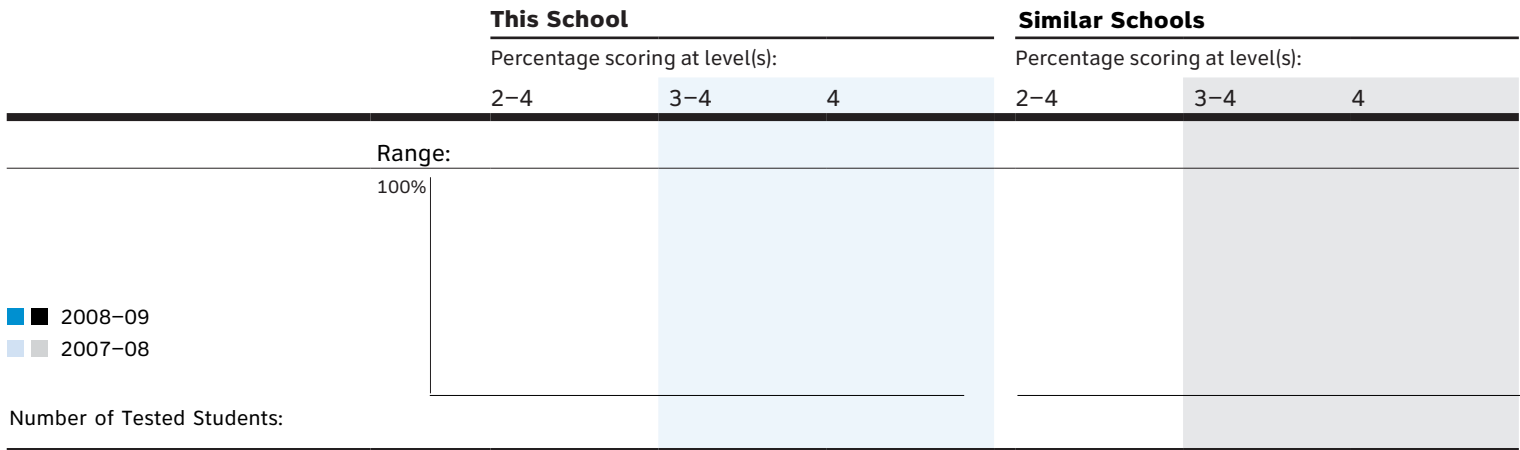 This School Similar Schools
Percentage scoring at level(s): Percentage scoring at level(s):
2–4 3–4 4 2–4 3–4 4
Range:
100%
2008–09
2007–08
Number of Tested Students: